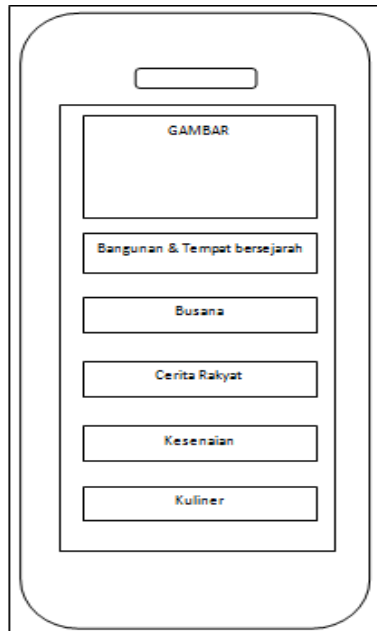 GAMBAR
Bangunan & Tempat bersejarah
Busana
Cerita Rakyat
Kesenaian
Kuliner